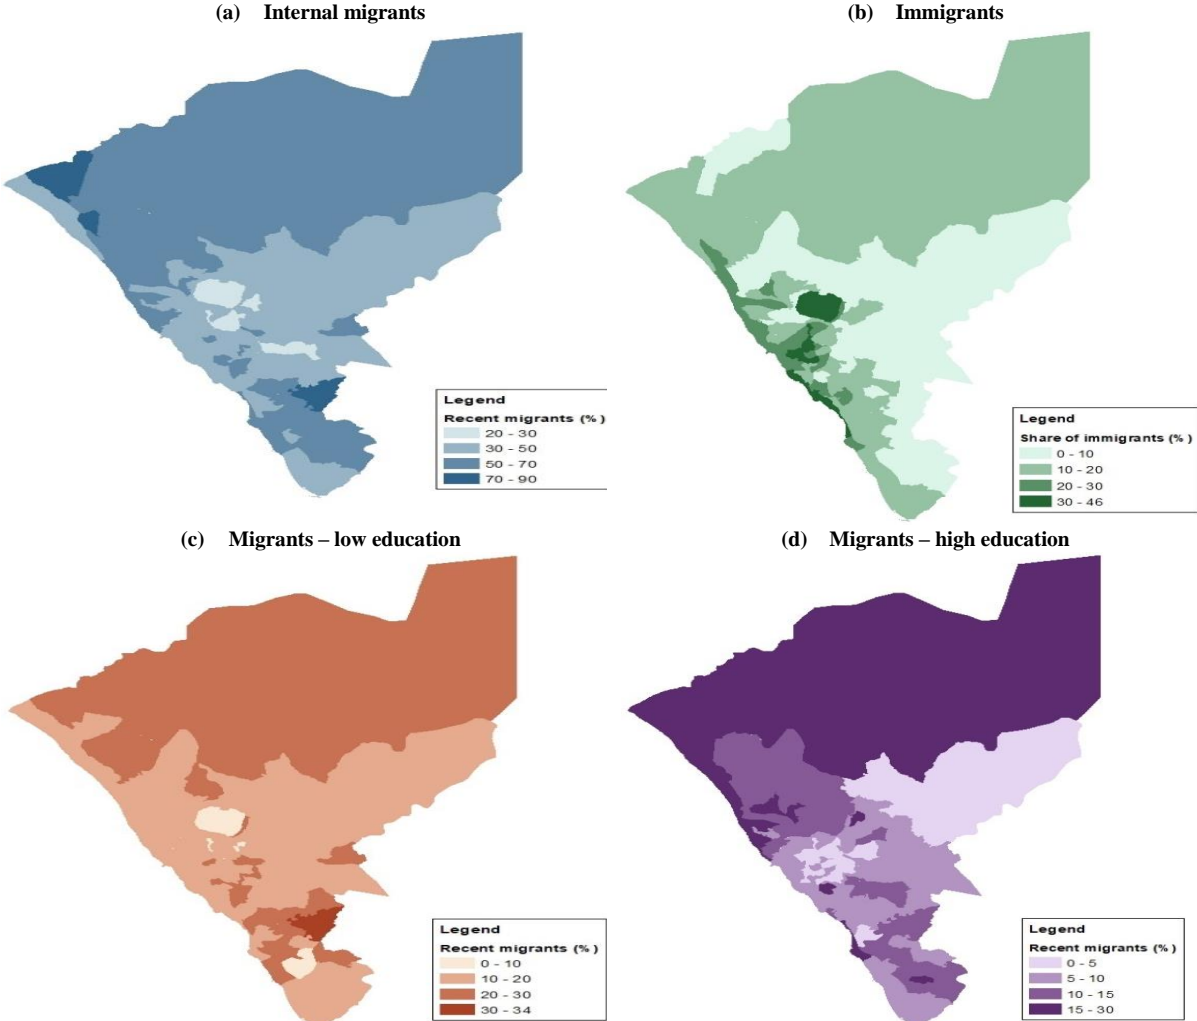 (a) Internal migrants
(b) Immigrants
Legend
Recent migrants (%)
20 - 30
30 - 50
50 - 70
70 - 90
Legend
Share of immigrants (%)
0 - 10
10 - 20
20 - 30
30 - 46
(c) Migrants – low education
(d) Migrants – high education
Legend
Recent migrants (%)
0 - 10
10 - 20
20 - 30
30 - 34
Legend
Recent migrants (%)
0 - 5
5 - 10
10 - 15
15 - 30